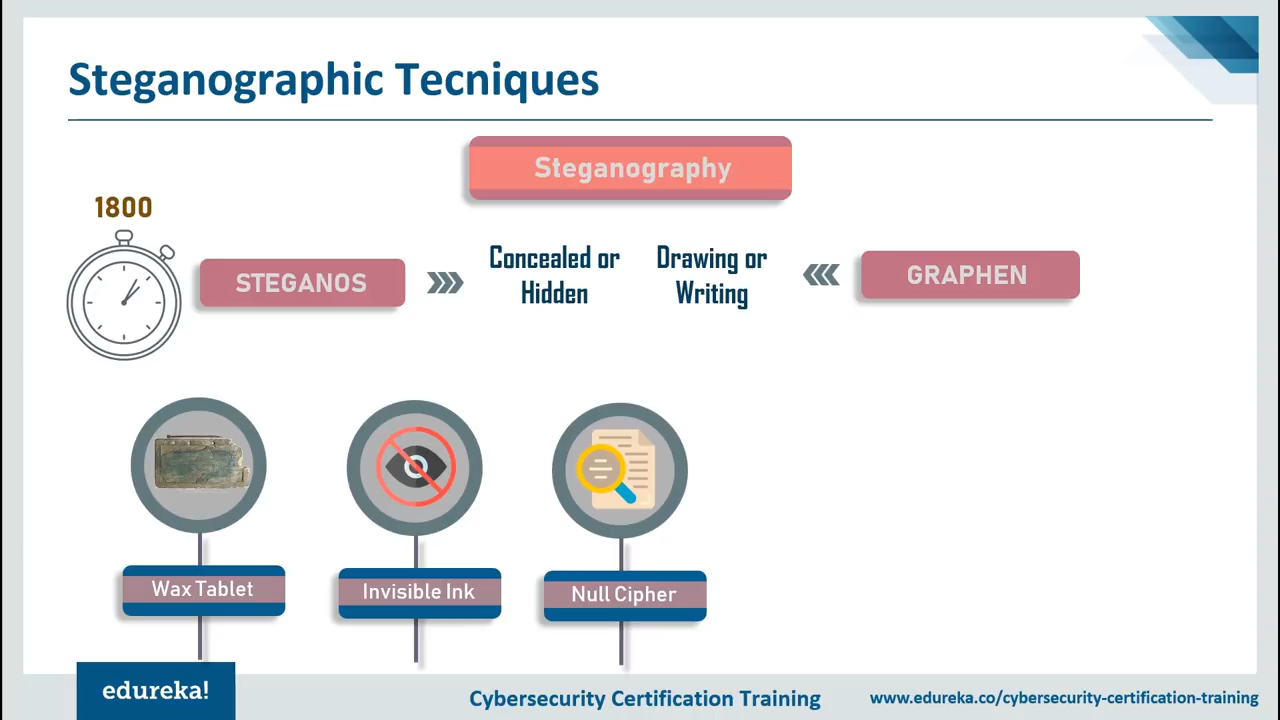 Steganographic Tecniques
Steganography
1800
STEGANOS
Concealed or
Hidden
Drawing or
Writing
GRAPHEN
Wax Tablet
Invisible Ink
Null Cipher
edureka!
Cybersecurity Certification Training
www.edureka.co/cybersecurity-certification-training